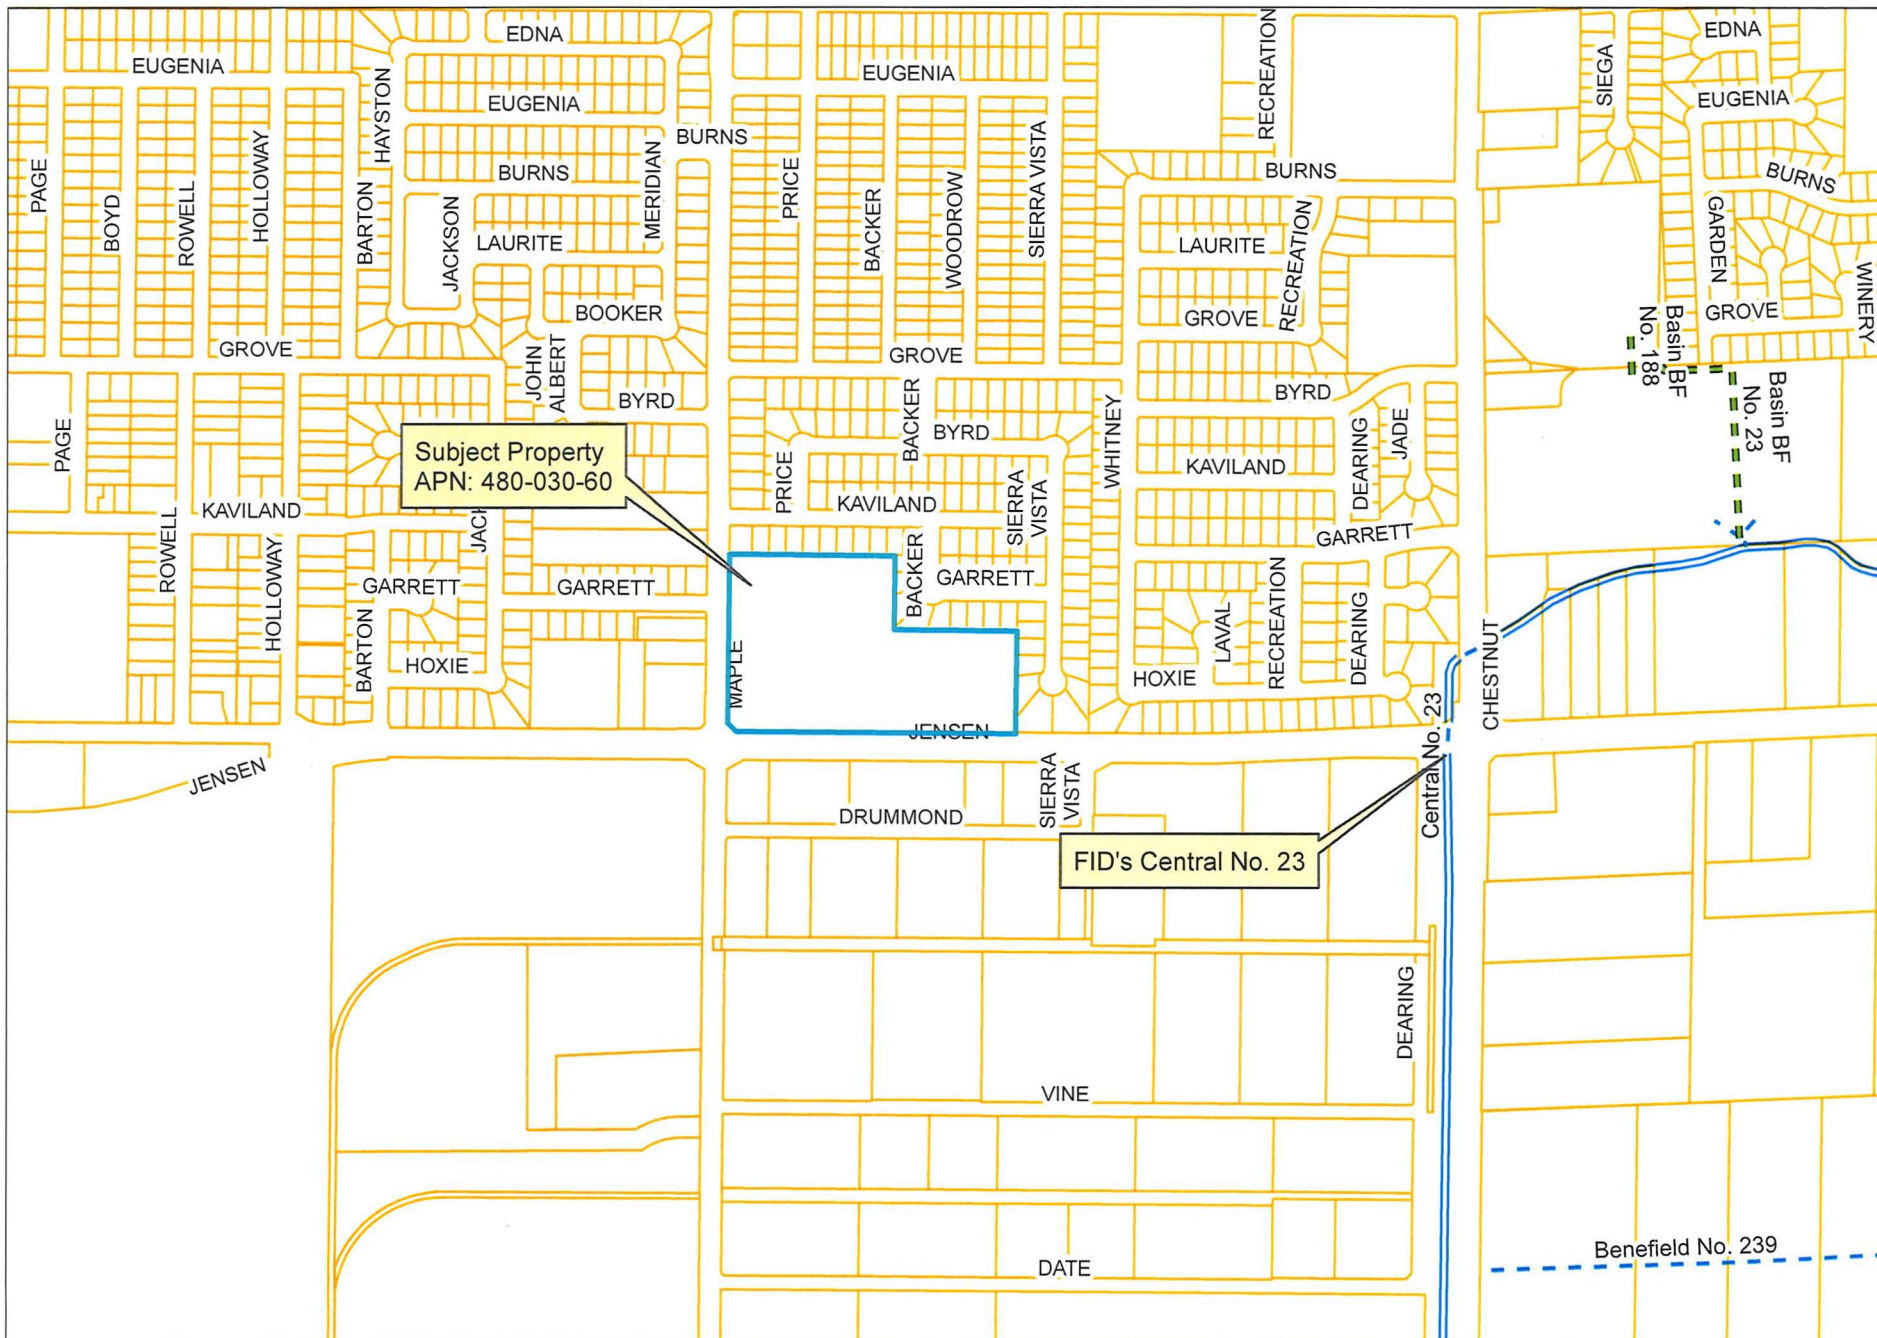 EDNA
EUGENIA
EUGENIA
EUGENIA
EDNA
EUGENIA
RECREATION
SIEGA
HAYSTON
BURNS
BURNS
BURNS
BURNS
PAGE
BOYD
ROWELL
HOLLOWAY
BARTON
JACKSON
MERIDIAN
PRICE
BACKER
WOODROW
SIERRA VISTA
LAURITE
LAURITE
RECREATION
GARDEN
WINERY
BOOKER
GROVE
GROVE
GROVE
GROVE
Basin BF
No. 188
Basin BF
No. 23
JOHN
ALBERT
BYRD
BYRD
BYRD
BACKER
WHITNEY
DEARING
JADE
PAGE
Subject Property
APN: 480-030-60
PRICE
KAVILAND
KAVILAND
KAVILAND
SIERRA
VISTA
JACK
GARRETT
ROWELL
HOLLOWAY
GARRETT
GARRETT
BACKER
GARRETT
BARTON
HOXIE
MAPLE
HOXIE
LAVAL
RECREATION
DEARING
CHESTNUT
JENSEN
JENSEN
Central No. 23
SIERRA
VISTA
DRUMMOND
FID's Central No. 23
DEARING
VINE
DATE
Benefield No. 239